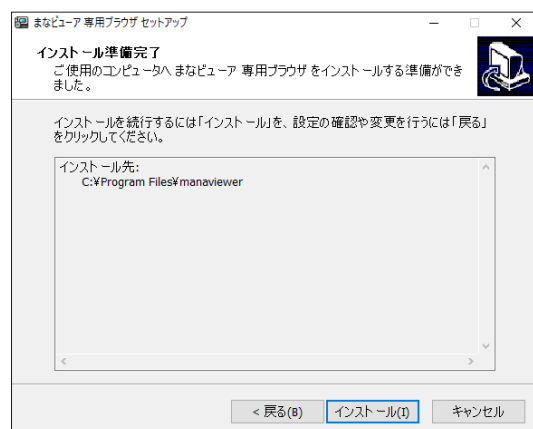 まなビューア 専用ブラウザ セットアップ
インストール準備完了
ご使用のコンピュータへ まなビューア 専用ブラウザ をインストールする準備ができ
ました。
インストールを続行するには「インストール」を、設定の確認や変更を行うには「戻る」
をクリックしてください。
インストール先:
C:¥Program Files¥manaviewer
< 戻る(B)
インストール(I)
キャンセル